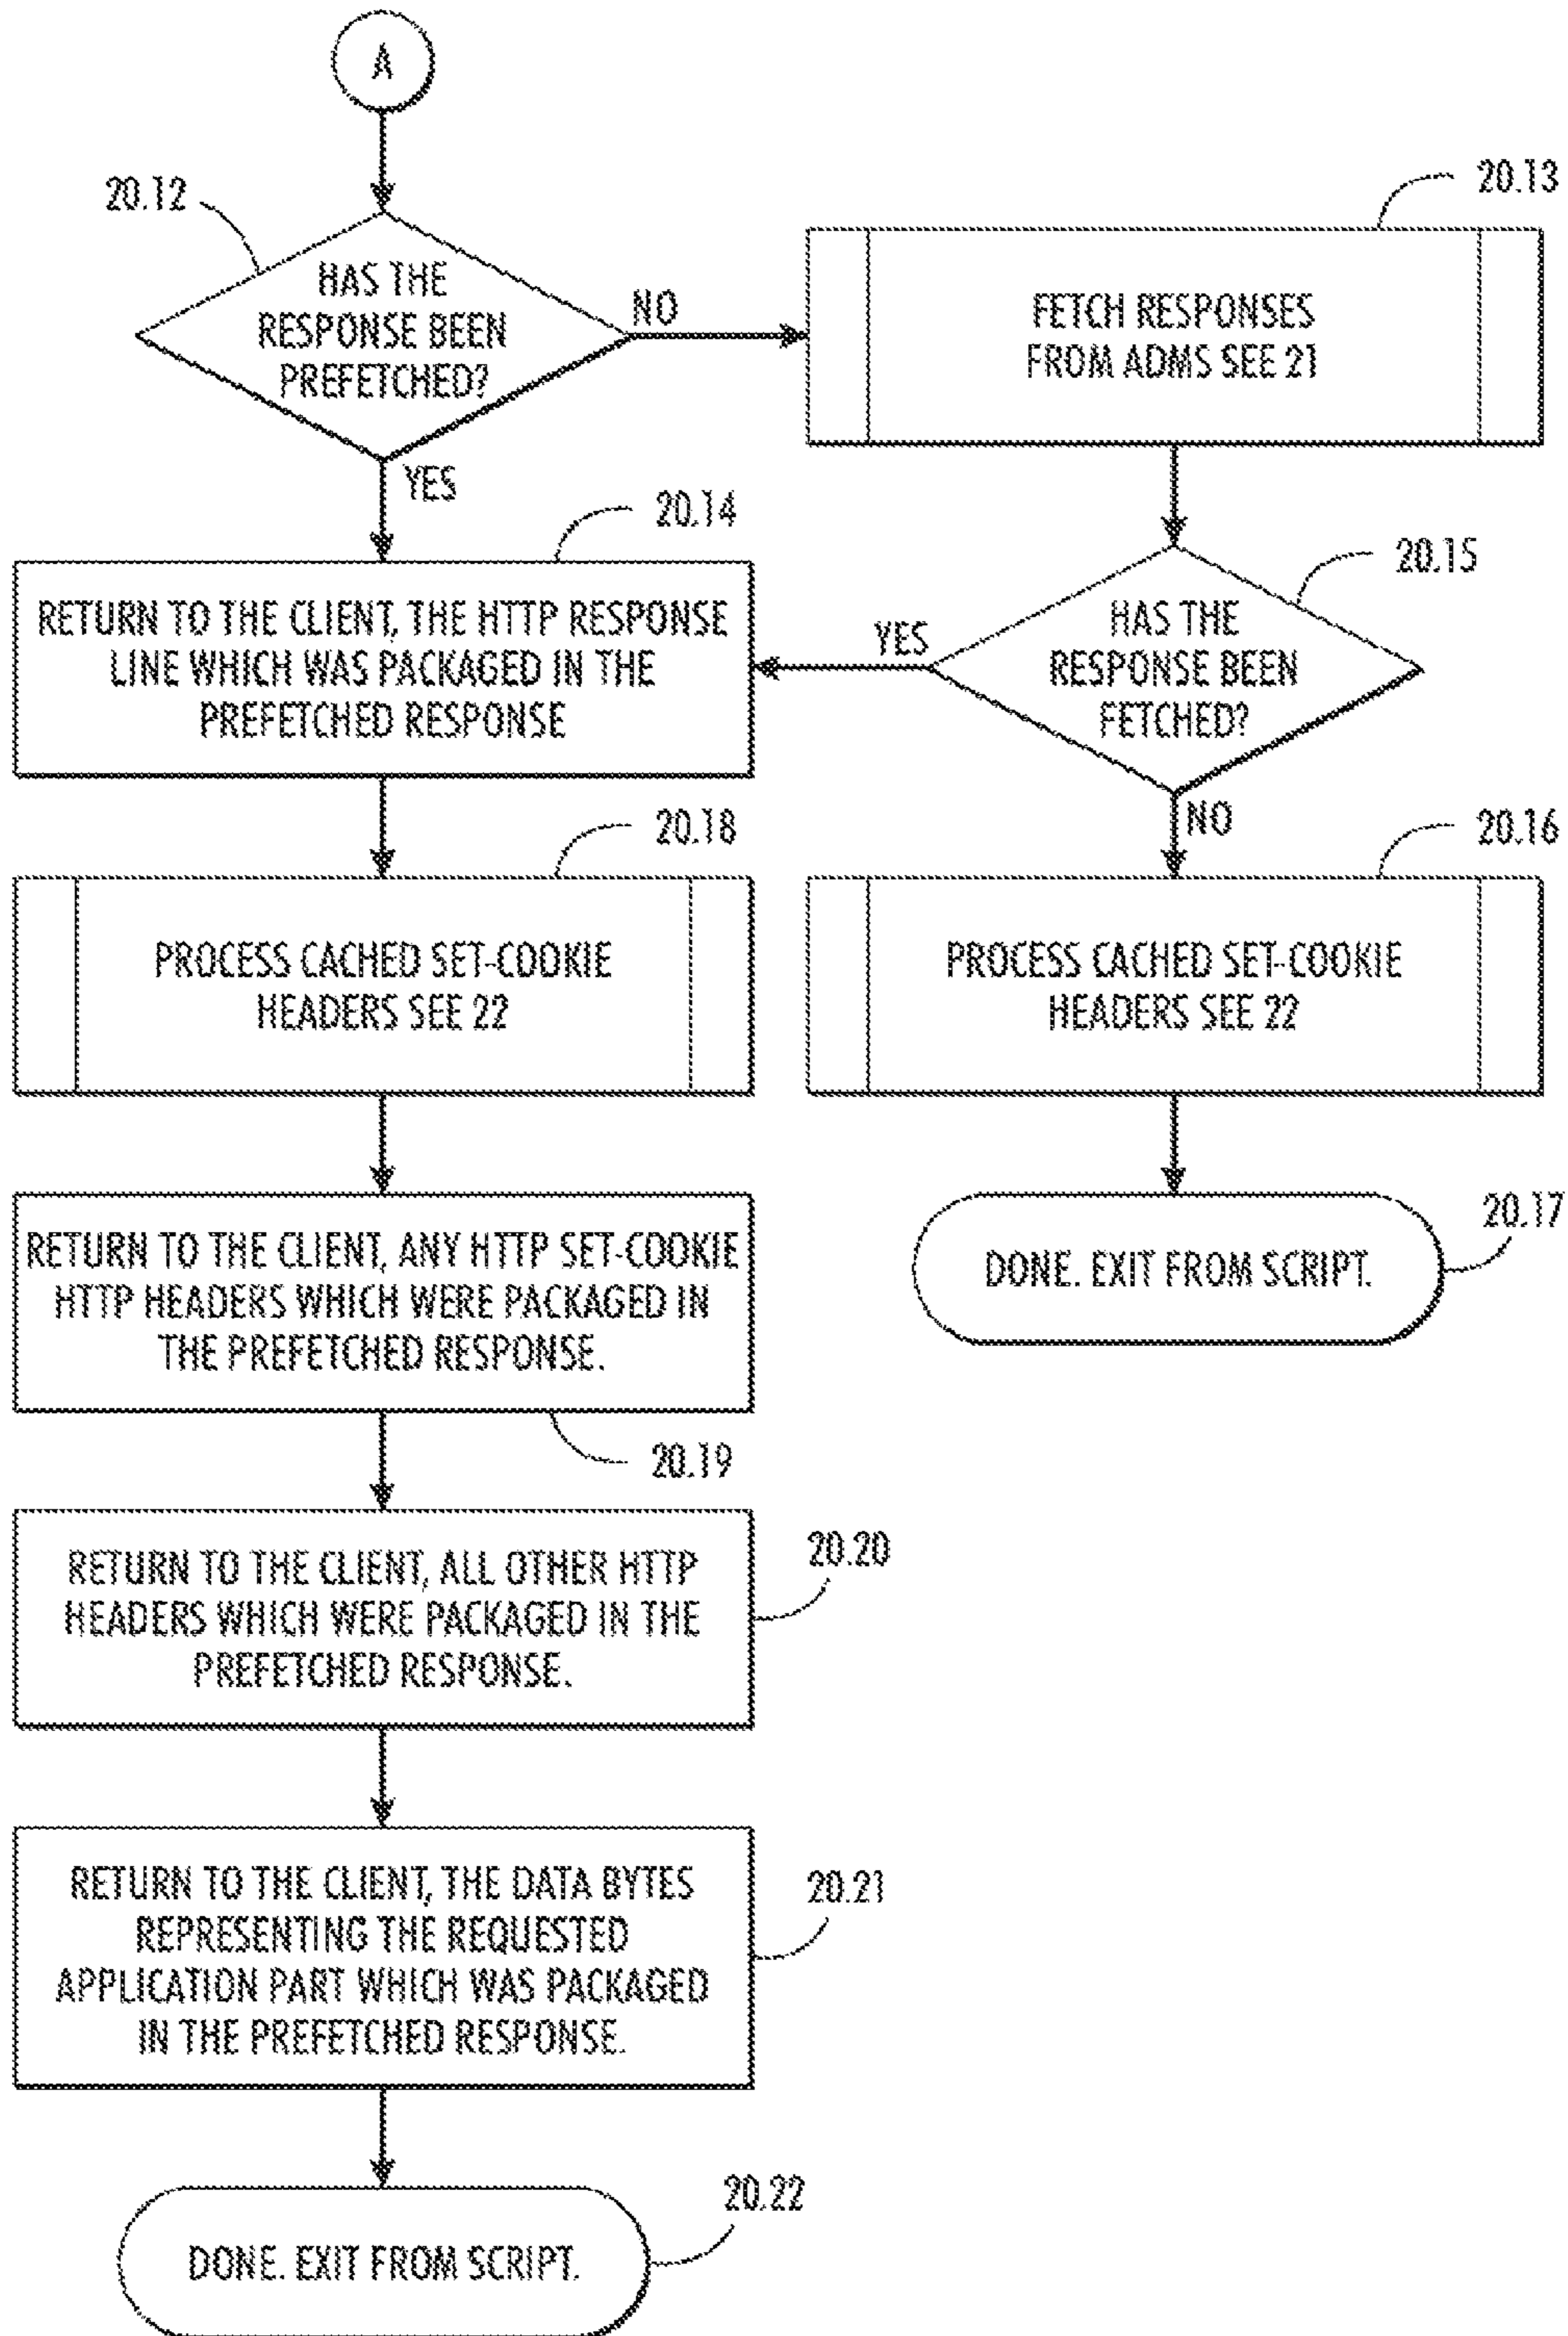 A
20.12
HAS THE
RESPONSE BEEN
PREFETCHED?
NO
YES
20.13
FETCH RESPONSES
FROM ADMS SEE 21
20.14
RETURN TO THE CLIENT, THE HTTP RESPONSE
LINE WHICH WAS PACKAGED IN THE
PREFETCHED RESPONSE
20.15
HAS THE
RESPONSE BEEN
FETCHED?
YES
NO
20.18
PROCESS CACHED SET-COOKIE
HEADERS SEE 22
20.16
PROCESS CACHED SET-COOKIE
HEADERS SEE 22
RETURN TO THE CLIENT, ANY HTTP SET-COOKIE
HTTP HEADERS WHICH WERE PACKAGED IN
THE PREFETCHED RESPONSE.
20.19
20.17
DONE. EXIT FROM SCRIPT.
RETURN TO THE CLIENT, ALL OTHER HTTP
HEADERS WHICH WERE PACKAGED IN THE
PREFETCHED RESPONSE.
20.20
RETURN TO THE CLIENT, THE DATA BYTES
REPRESENTING THE REQUESTED
APPLICATION PART WHICH WAS PACKAGED
IN THE PREFETCHED RESPONSE.
20.21
20.22
DONE. EXIT FROM SCRIPT.